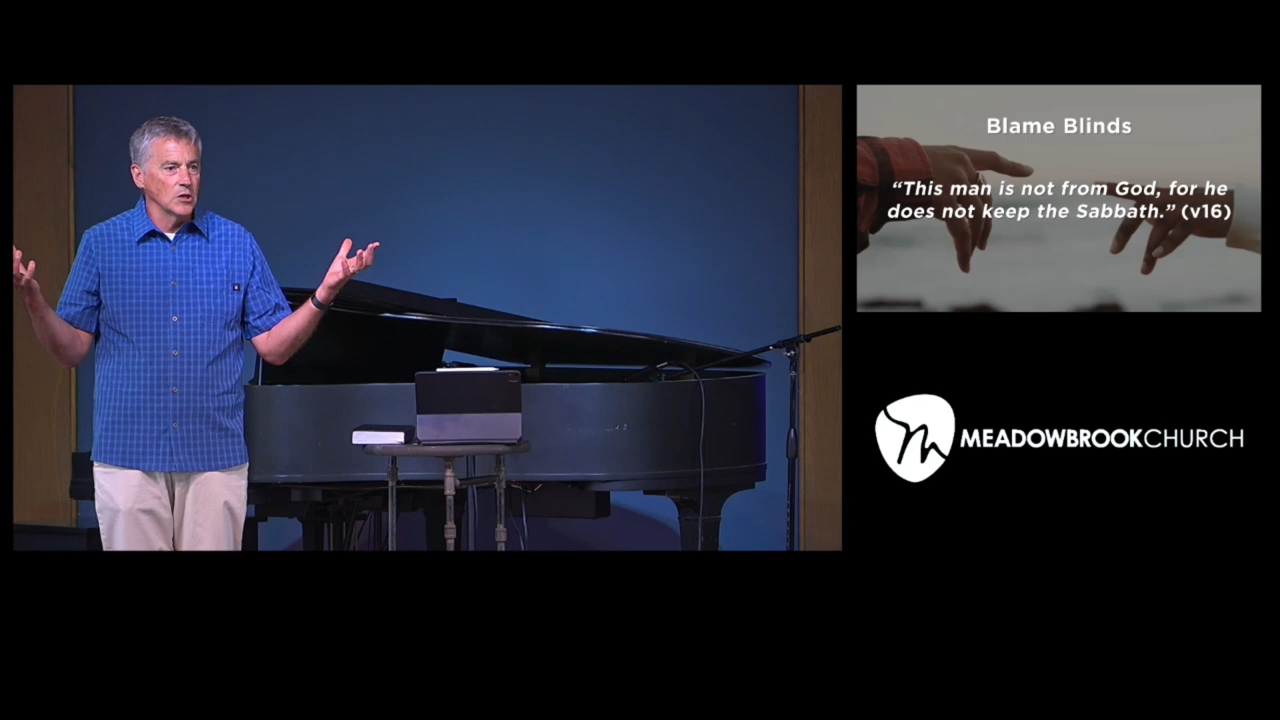 Blame Blinds
“This man is not from God, for he
does not keep the Sabbath.” (v16)
MEADOWBROOKCHURCH